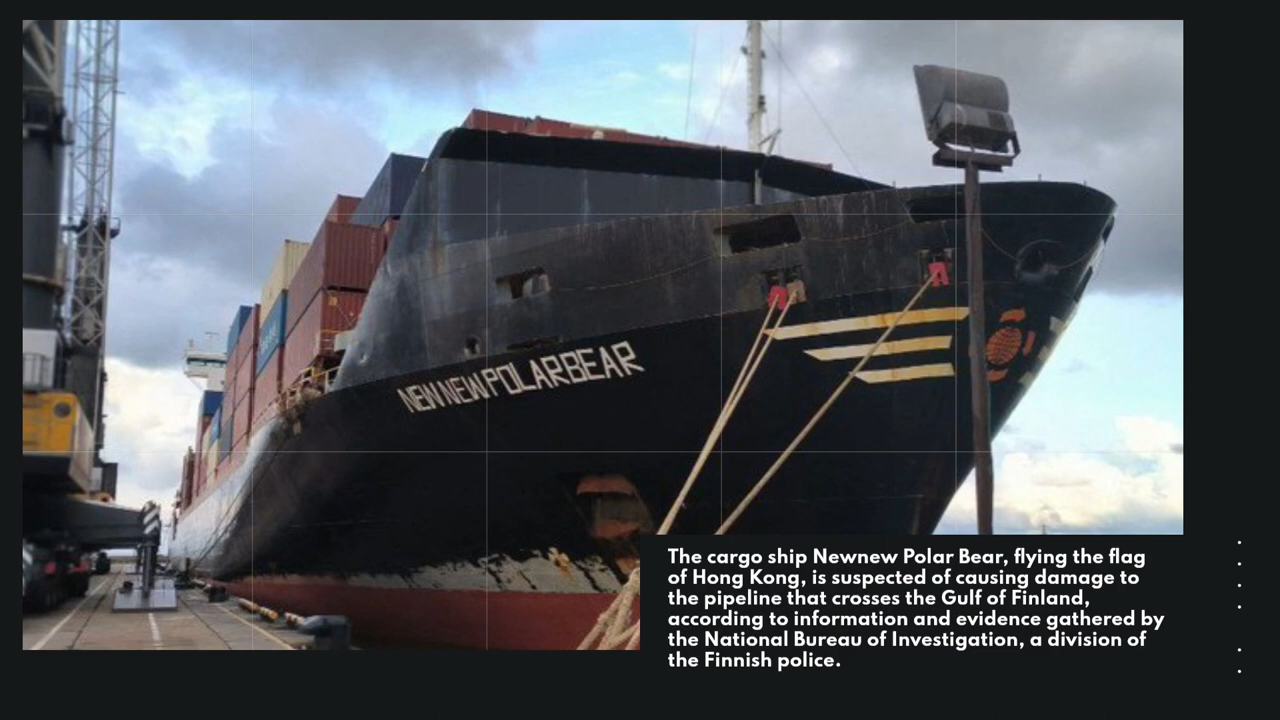 NEWNEW POLARBEAR
The cargo ship Newnew Polar Bear, flying the flag
of Hong Kong, is suspected of causing damage to
the pipeline that crosses the Gulf of Finland,
according to information and evidence gathered by
the National Bureau of Investigation, a division of
the Finnish police.